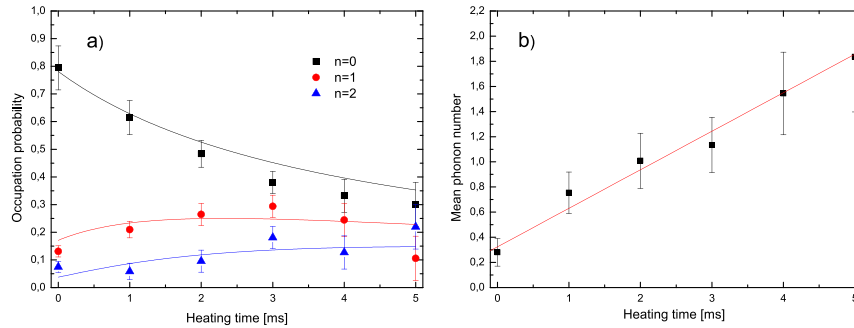 a)
n=0
n=1
n=2
Occupation probability
1,0
0,9
0,8
0,7
0,6
0,5
0,4
0,3
0,2
0,1
0,0
0 1 2 3 4 5
Heating time [ms]
b)
Mean phonon number
2,0
1,8
1,6
1,4
1,2
1,0
0,8
0,6
0,4
0,2
0,0
0 1 2 3 4 5
Heating time [ms]